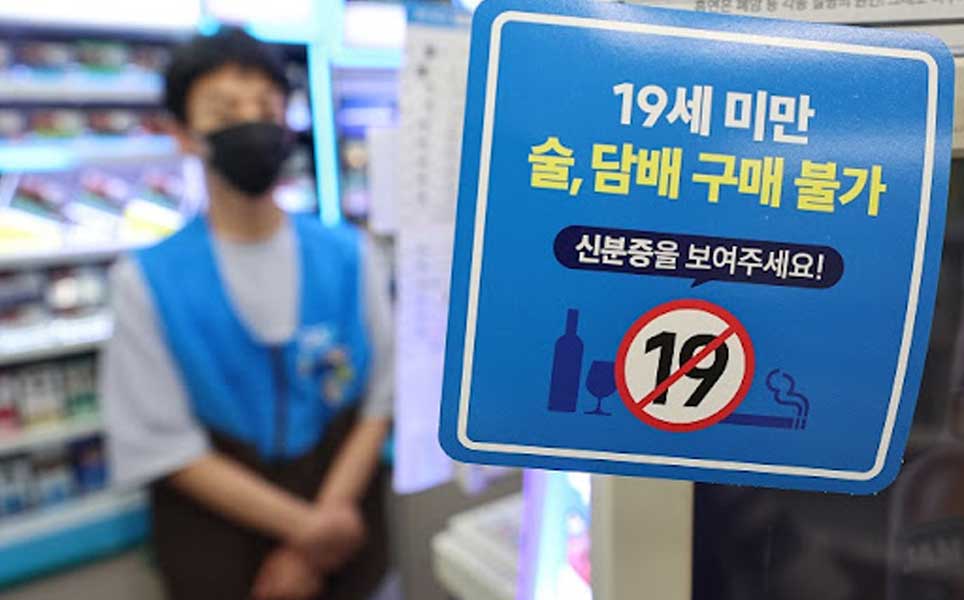 19세 미만
술, 담배 구매 불가
신분증을 보여주세요!
19